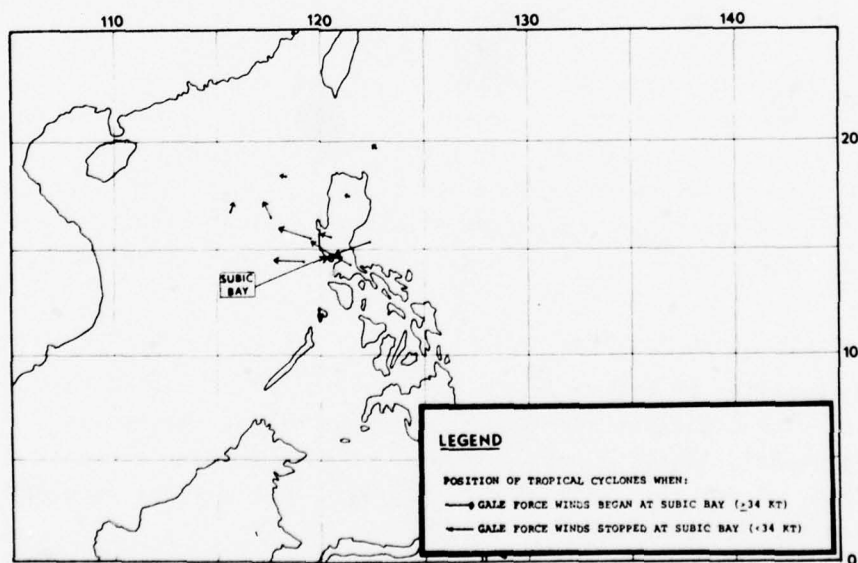 110 120 130 140
20
SUBIC
BAY
10
LEGEND
POSITION OF TROPICAL CYCLONES WHEN:
GALE FORCE WINDS BEGAN AT SUBIC BAY (≥34 KT)
GALE FORCE WINDS STOPPED AT SUBIC BAY (<34 KT)
0